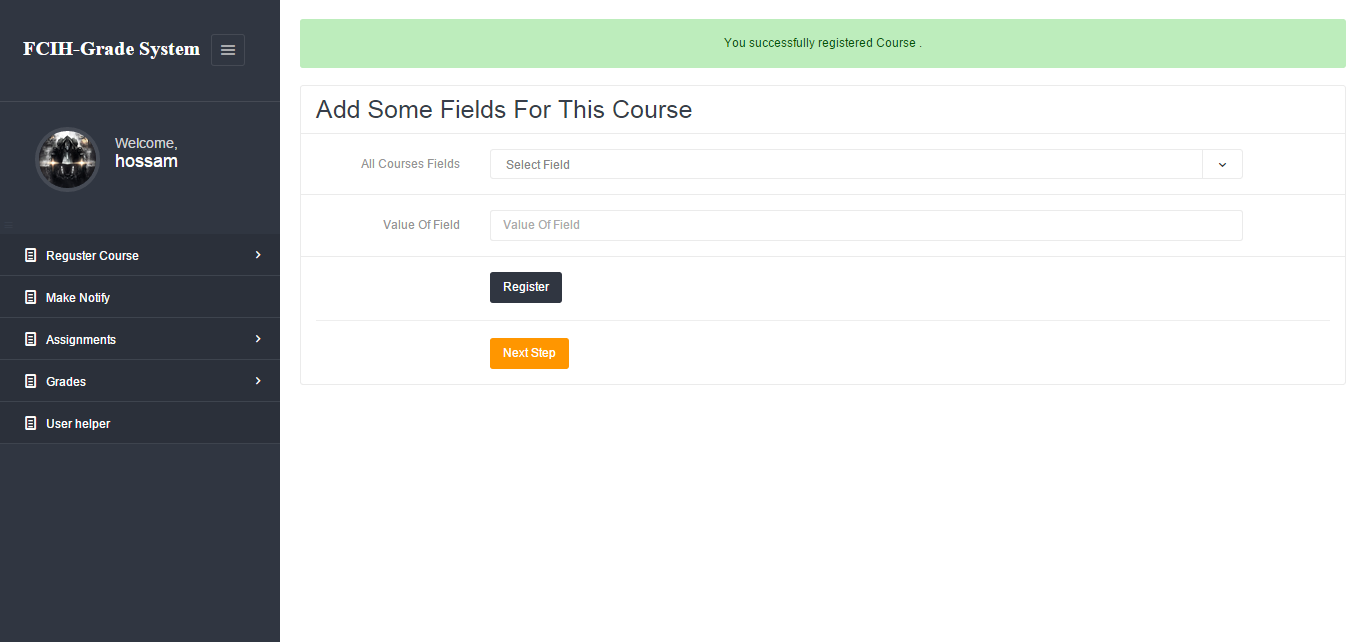 FCIH-Grade System
Welcome,
hossam
Reguster Course
Make Notify
Assignments
Grades
User helper
You successfully registered Course .
Add Some Fields For This Course
All Courses Fields
Select Field
Value Of Field
Value Of Field
Register
Next Step